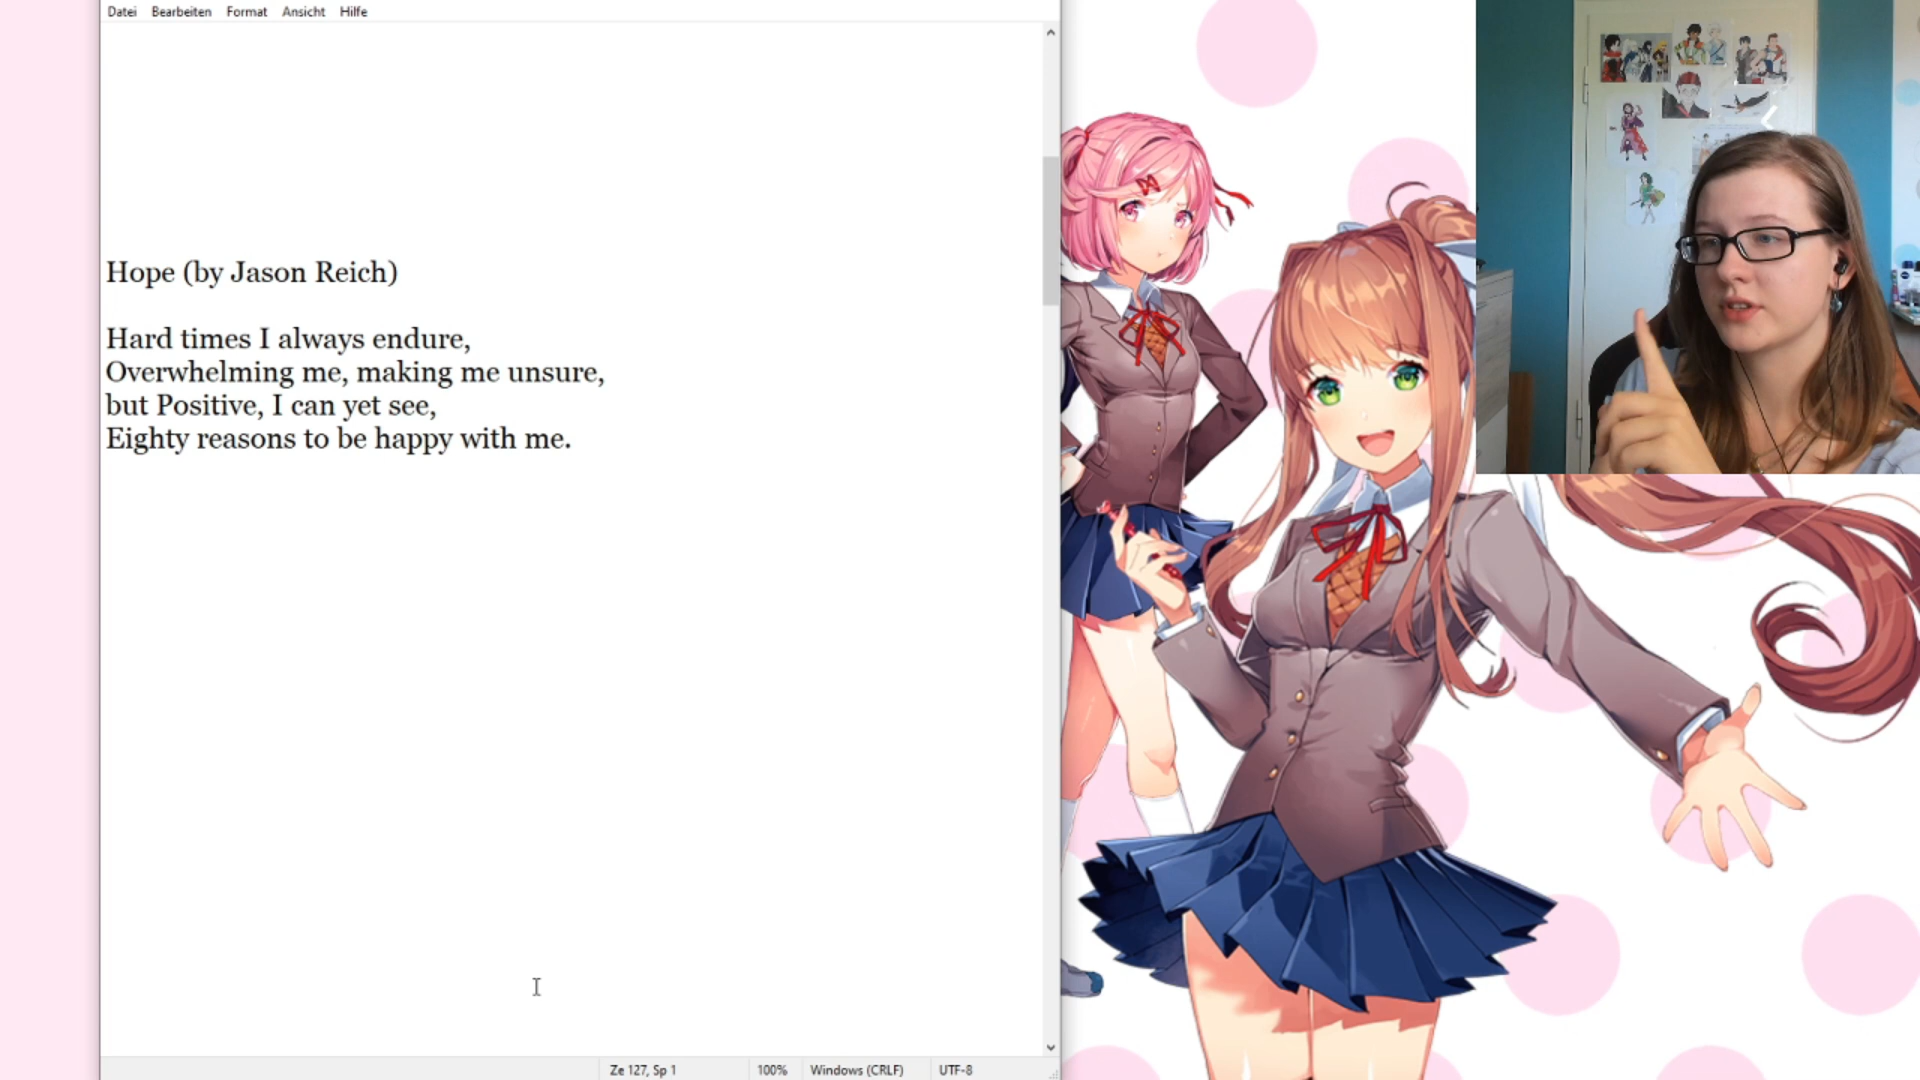 Datei Bearbeiten Format Ansicht Hilfe
Hope (by Jason Reich)
Hard times I always endure,
Overwhelming me, making me unsure,
but Positive, I can yet see,
Eighty reasons to be happy with me.
Ze 127, Sp 1 100% Windows (CRLF) UTF-8